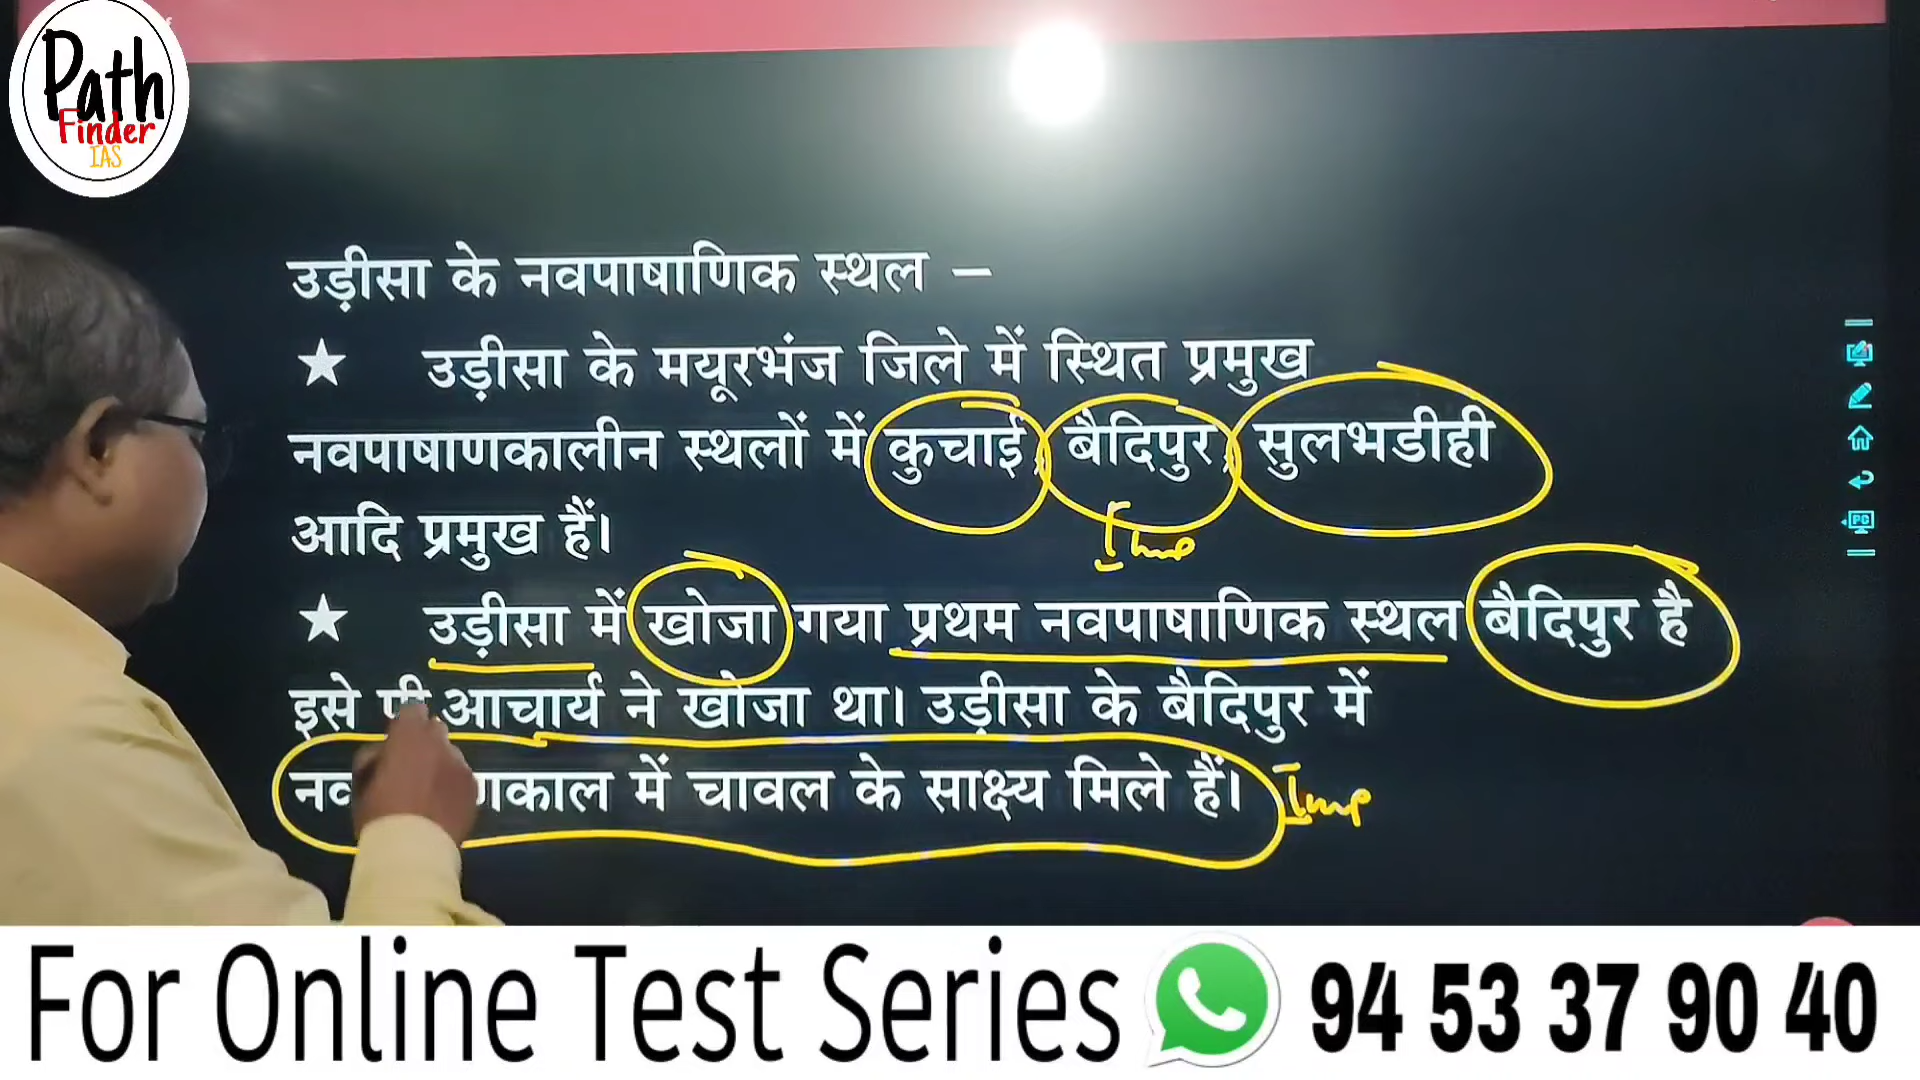 Path
Finder
IAS
उड़ीसा के नवपाषाणिक स्थल –
★ उड़ीसा के मयूरभंज जिले में स्थित प्रमुख
नवपाषाणकालीन स्थलों में कुचाई, बैदिपुर, सुलभडीही
आदि प्रमुख हैं।
Imp
★ उड़ीसा में खोजा गया प्रथम नवपाषाणिक स्थल बैदिपुर है
इसे पी आचार्य ने खोजा था। उड़ीसा के बैदिपुर में
में चावल के साक्ष्य मिले हैं। Imp
For Online Test Series 94 53 37 90 40